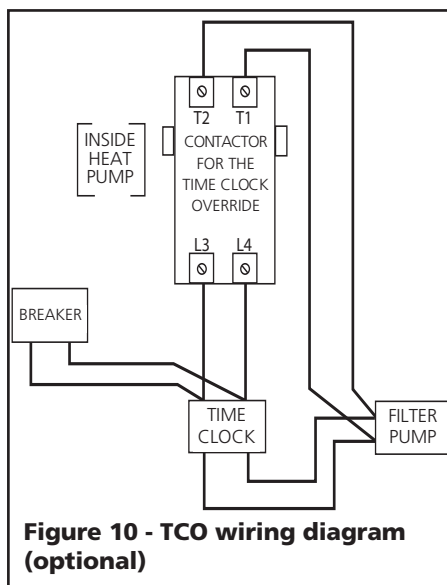 T2 T1
INSIDE
HEAT
PUMP
CONTACTOR
FOR THE
TIME CLOCK
OVERRIDE
L3 L4
BREAKER
TIME
CLOCK
FILTER
PUMP
Figure 10 - TCO wiring diagram
(optional)